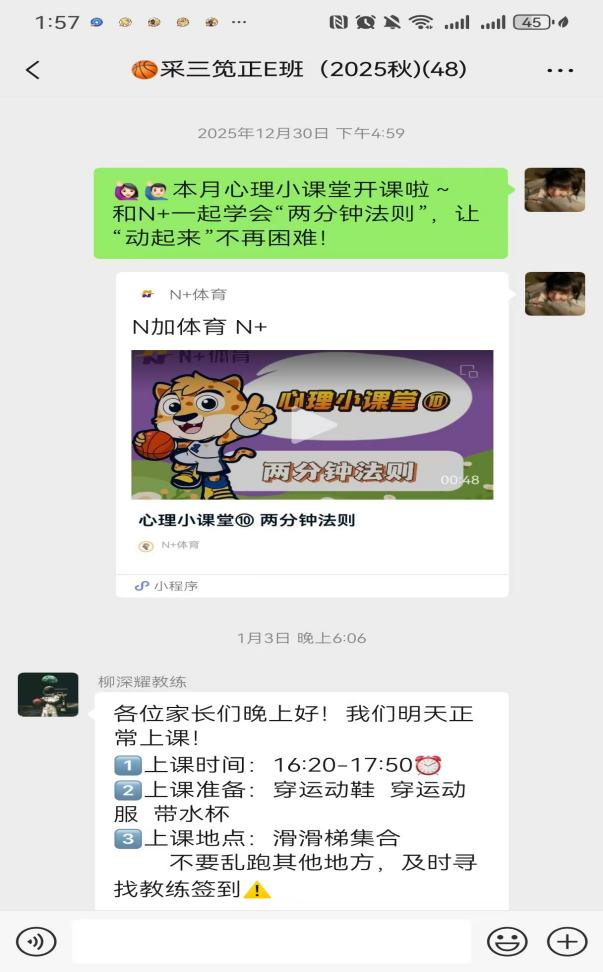 1:57
45
🏀采三笕正E班（2025秋）(48)
2025年12月30日 下午4:59
🙋‍♀️🙋‍♂️本月心理小课堂开课啦～
和N+一起学会“两分钟法则”，让
“动起来”不再困难！
N+体育
N加体育 N+
N+体育
心理小课堂⑩
两分钟法则
00:48
心理小课堂⑩ 两分钟法则
N+体育
小程序
1月3日 晚上6:06
柳深耀教练
各位家长们晚上好！我们明天正
常上课！
1️⃣上课时间：16:20-17:50⏰
2️⃣上课准备：穿运动鞋 穿运动
服 带水杯
3️⃣上课地点：滑滑梯集合
不要乱跑其他地方，及时寻
找教练签到⚠️